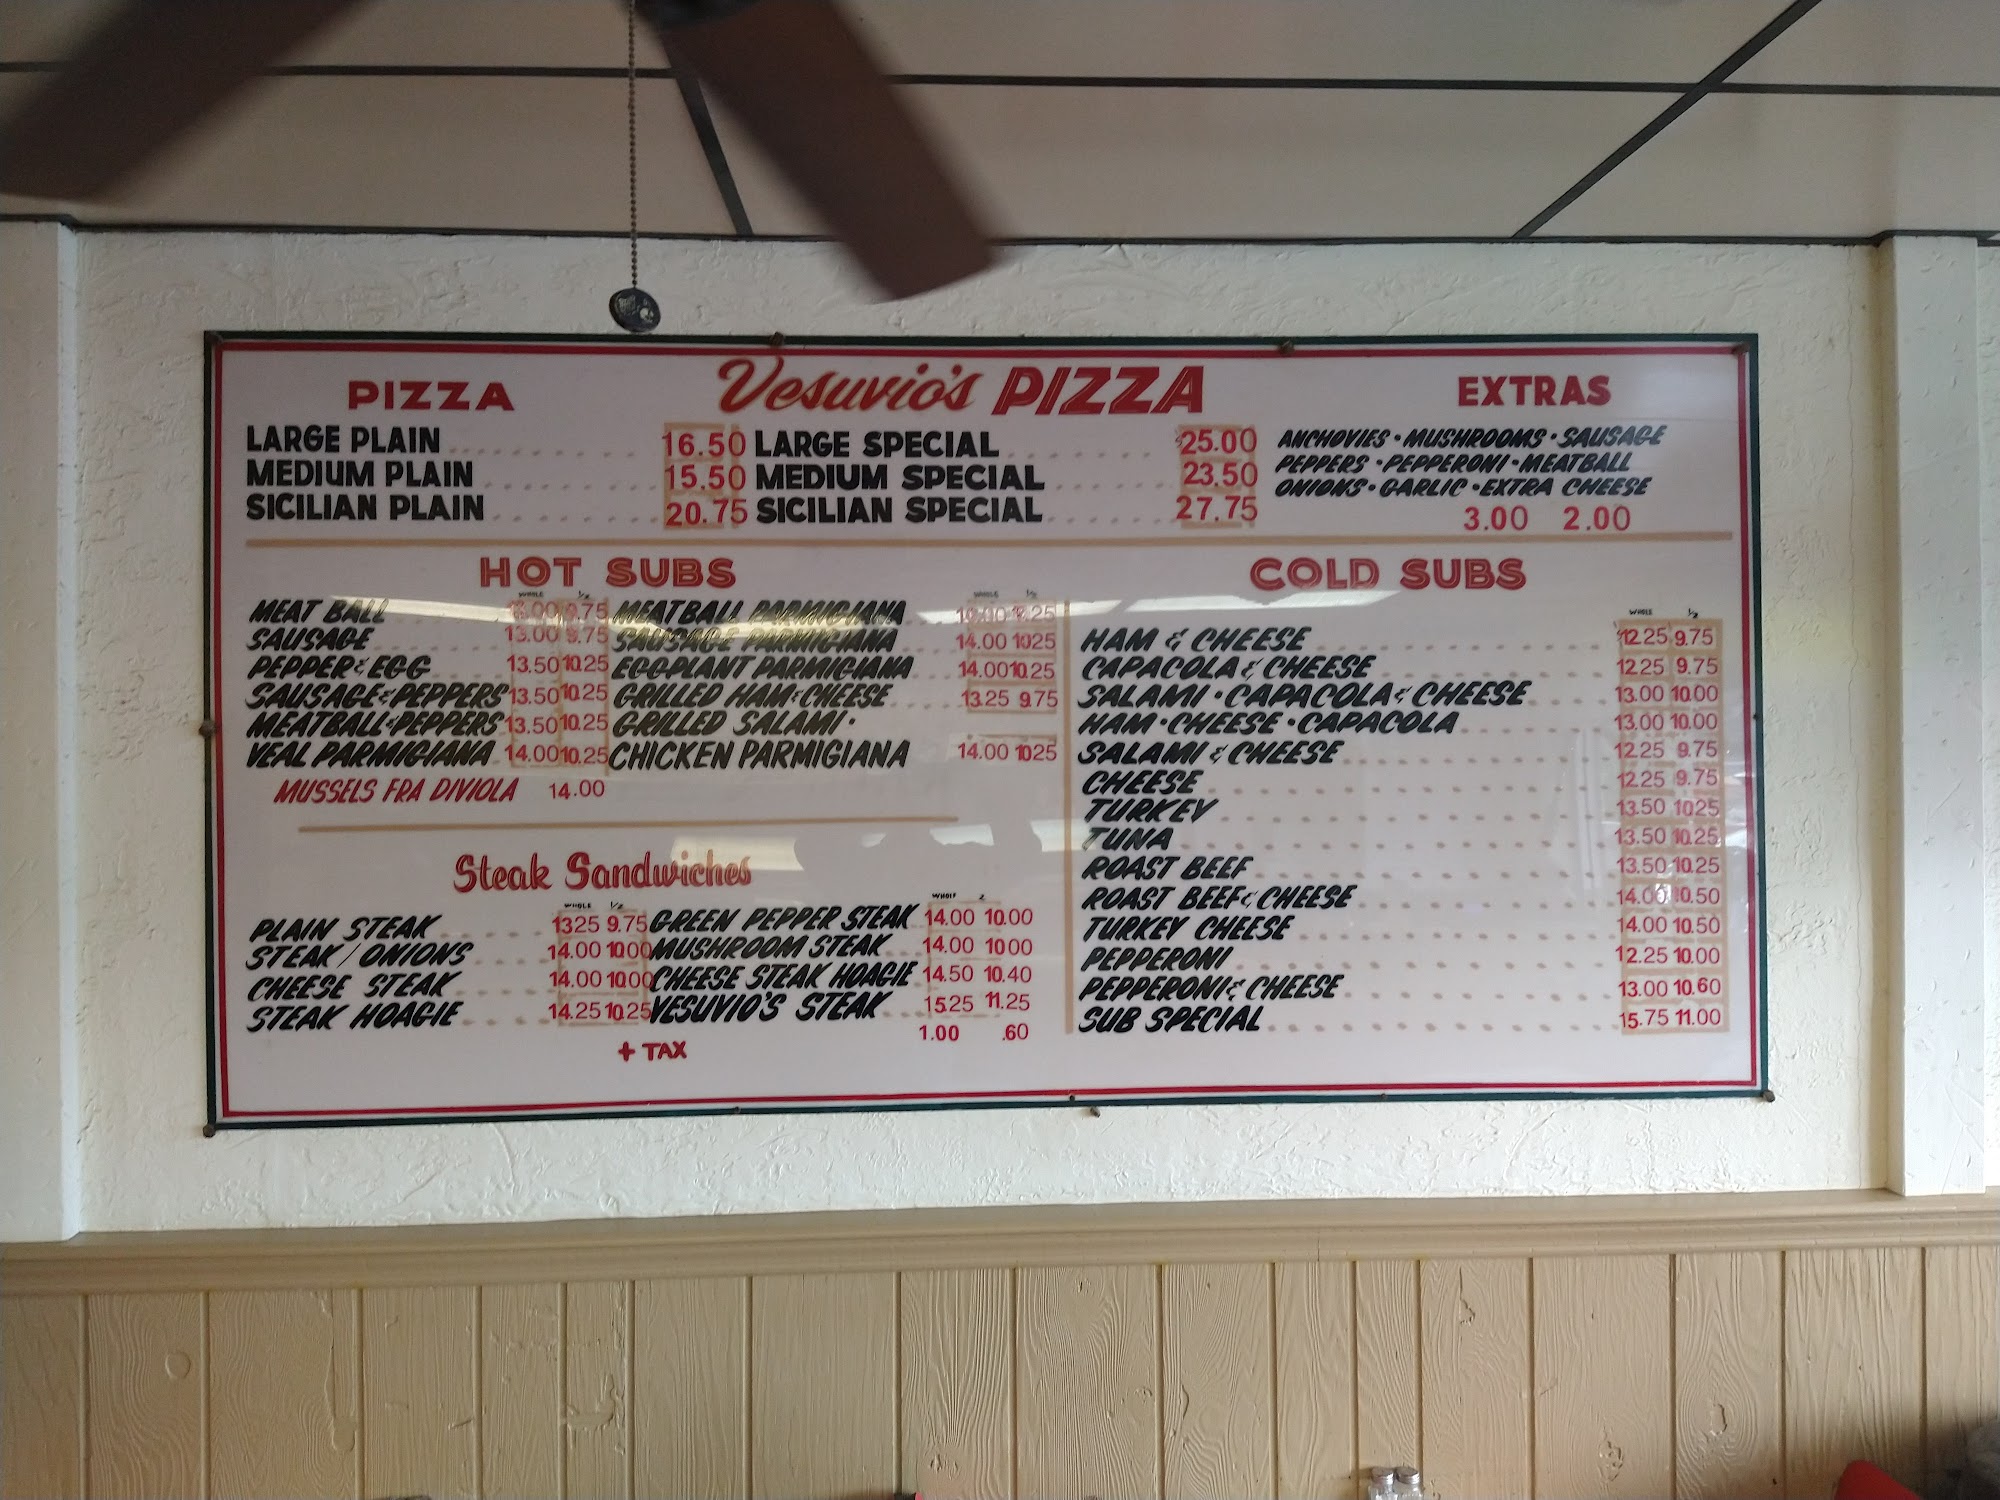 Vesuvio's PIZZA
PIZZA
LARGE PLAIN 16.50
MEDIUM PLAIN 15.50
SICILIAN PLAIN 20.75
LARGE SPECIAL 25.00
MEDIUM SPECIAL 23.50
SICILIAN SPECIAL 27.75
EXTRAS
ANCHOVIES · MUSHROOMS · SAUSAGE
PEPPERS · PEPPERONI · MEATBALL
ONIONS · GARLIC · EXTRA CHEESE
3.00 2.00
HOT SUBS
WHOLE 1/2
MEAT BALL 9.75
SAUSAGE 13.00 9.75
PEPPER & EGG 13.50 10.25
SAUSAGE & PEPPERS 13.50 10.25
MEATBALL & PEPPERS 13.50 10.25
VEAL PARMIGIANA 14.00 10.25
MUSSELS FRA DIVIOLA 14.00
WHOLE 1/2
MEATBALL PARMIGIANA
SAUSAGE PARMIGIANA 14.00 1025
EGGPLANT PARMIGIANA 14.00 10.25
GRILLED HAM & CHEESE 13.25 9.75
GRILLED SALAMI ·
CHICKEN PARMIGIANA 14.00 1025
Steak Sandwiches
WHOLE 1/2
PLAIN STEAK 1325 9.75
STEAK / ONIONS 14.00 10.00
CHEESE STEAK 14.00 10.00
STEAK HOAGIE 14.25 10.25
+ TAX
WHOLE 2
GREEN PEPPER STEAK 14.00 10.00
MUSHROOM STEAK 14.00 1000
CHEESE STEAK HOAGIE 14.50 10.40
VESUVIO'S STEAK 15.25 11.25
1.00 .60
COLD SUBS
WHOLE 1/2
HAM & CHEESE 12.25 9.75
CAPACOLA & CHEESE 12.25 9.75
SALAMI · CAPACOLA & CHEESE 13.00 10.00
HAM · CHEESE · CAPACOLA 13.00 10.00
SALAMI & CHEESE 12.25 9.75
CHEESE 12.25 9.75
TURKEY 13.50 1025
TUNA 13.50 10.25
ROAST BEEF 13.50 10.25
ROAST BEEF & CHEESE 14.00 10.50
TURKEY CHEESE 14.00 10.50
PEPPERONI 12.25 10.00
PEPPERONI & CHEESE 13.00 10.60
SUB SPECIAL 15.75 11.00